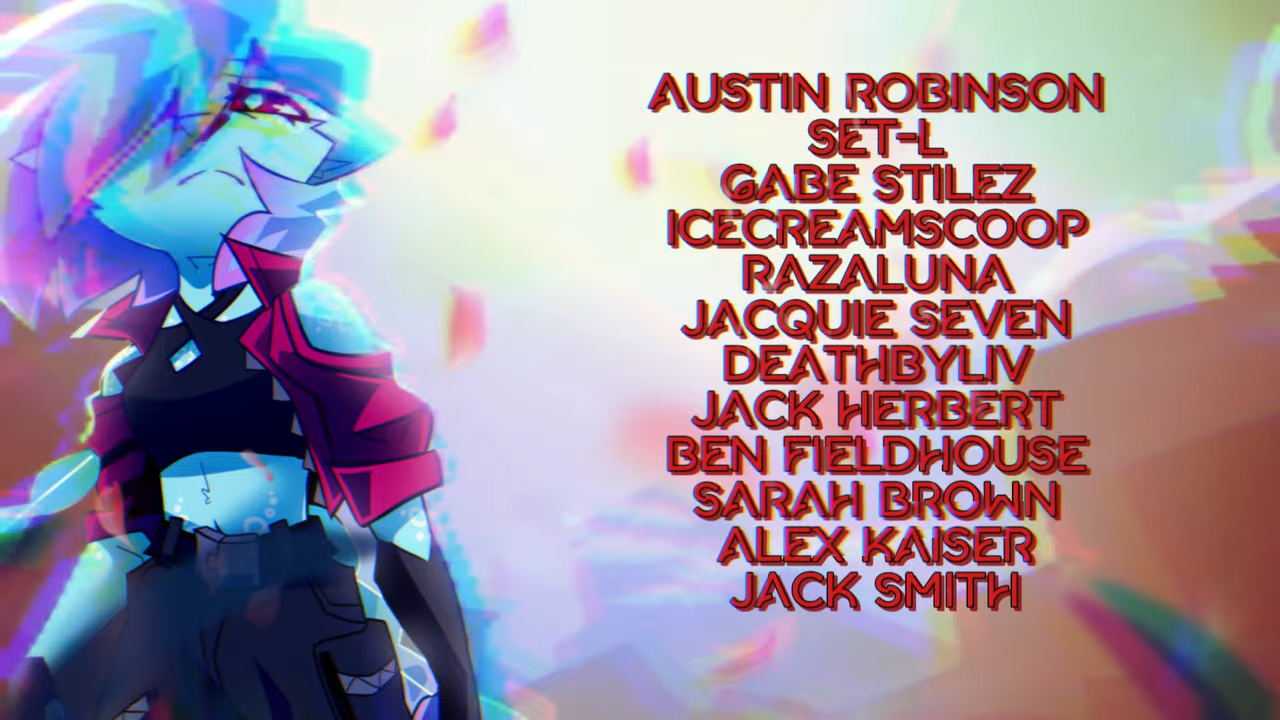 AUSTIN ROBINSON
SET-L
GABE STILEZ
ICECREAMSCOOP
RAZALUNA
JACQUIE SEVEN
DEATHBYLIV
JACK HERBERT
BEN FIELDHOUSE
SARAH BROWN
ALEX KAISER
JACK SMITH